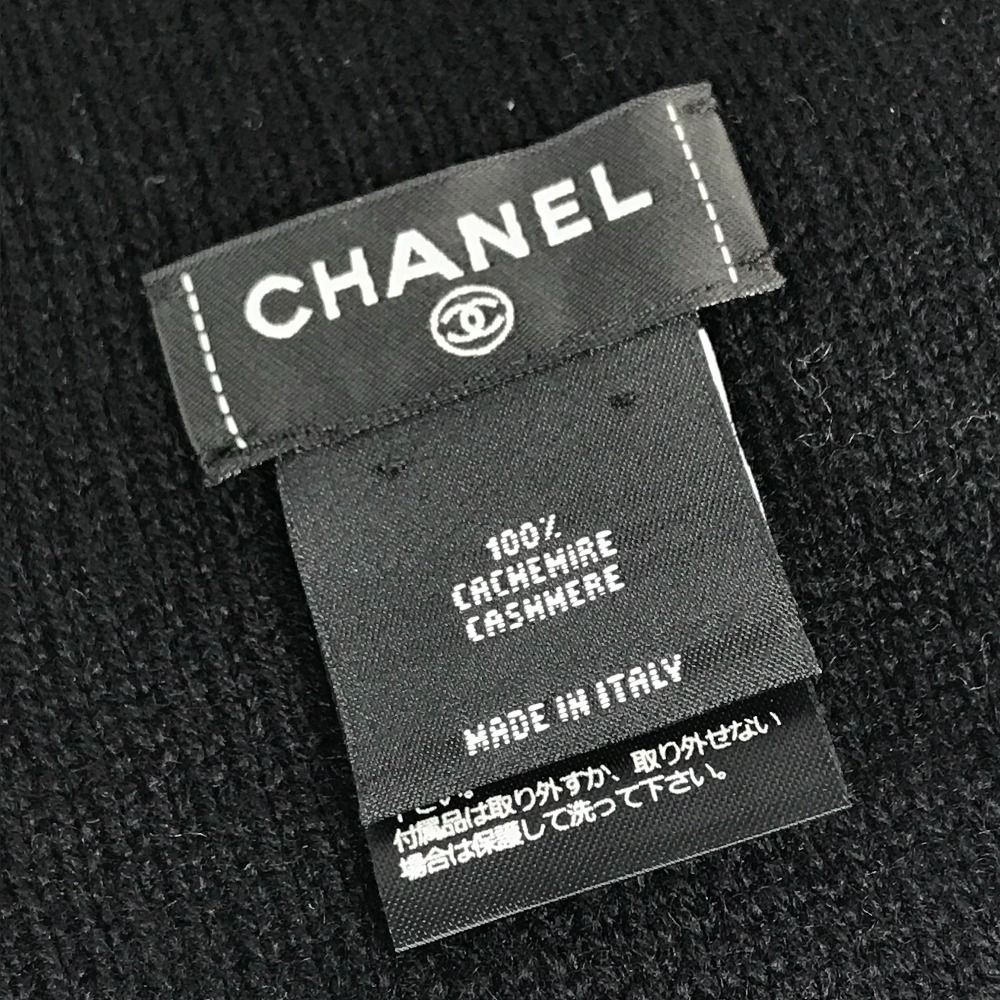 CHANEL
100%
CACHEMIRE
CASHMERE
MADE IN ITALY
付属品は取り外すか、取り外せない
場合は保護して洗って下さい。